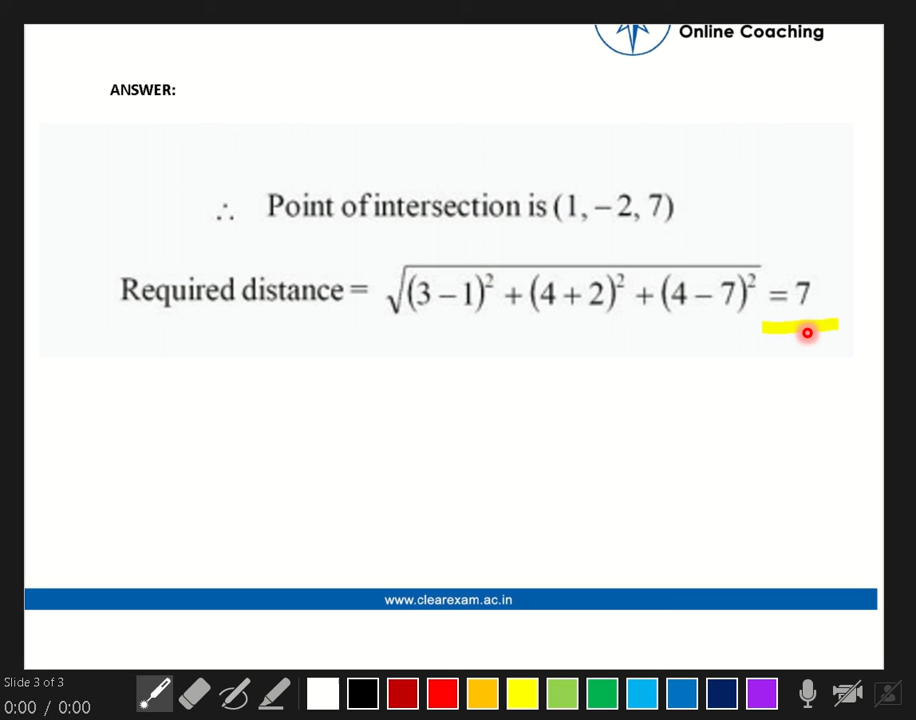 Online Coaching
ANSWER:
∴ Point of intersection is (1, – 2, 7)
Required distance = √(3 – 1)² + (4 + 2)² + (4 – 7)² = 7
www.clearexam.ac.in
Slide 3 of 3
0:00 / 0:00